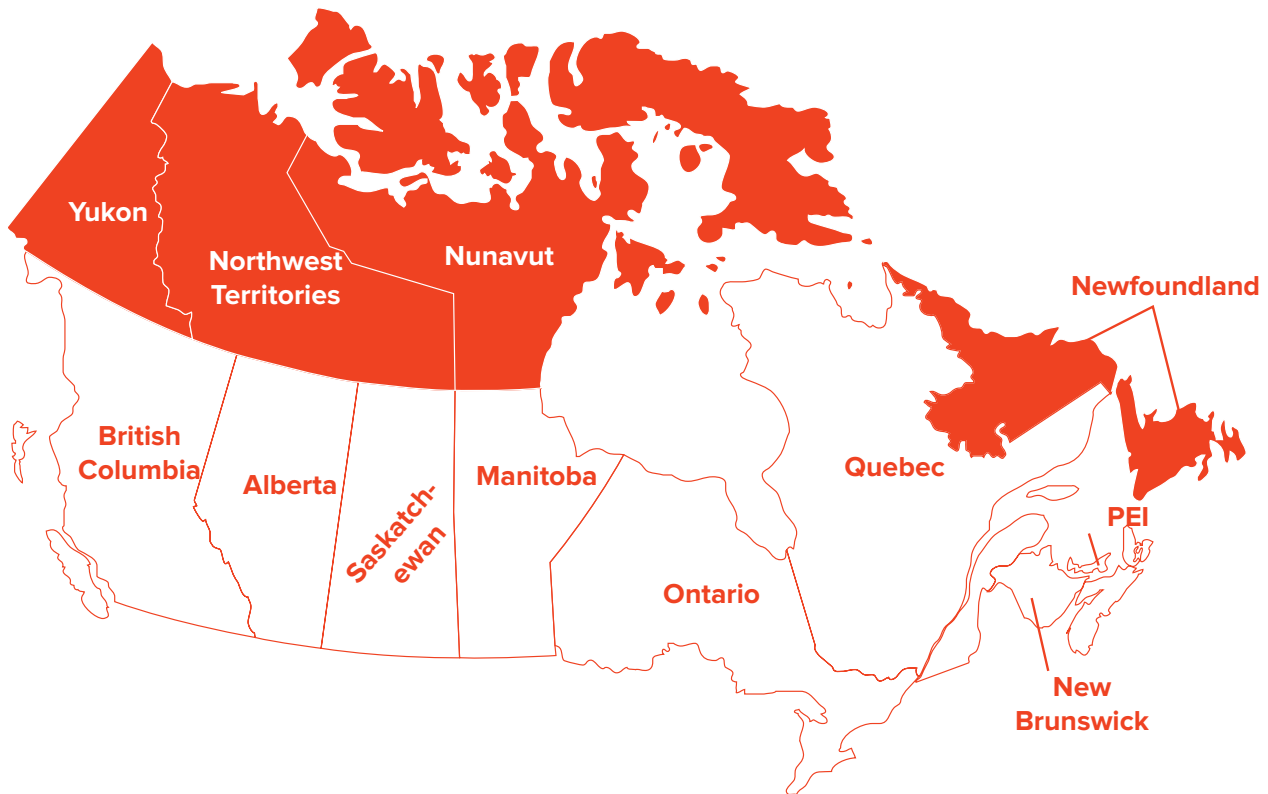 Yukon
Northwest
Territories
Nunavut
Newfoundland
British
Columbia
Alberta
Saskatch-
ewan
Manitoba
Quebec
PEI
Ontario
New
Brunswick